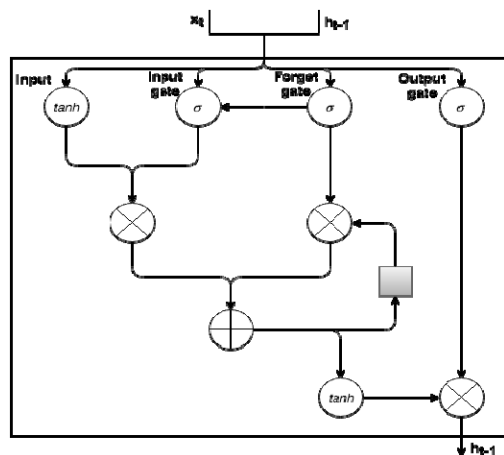 xt ht-1
Input Input gate Forget gate Output gate
tanh σ σ σ
tanh
ht-1